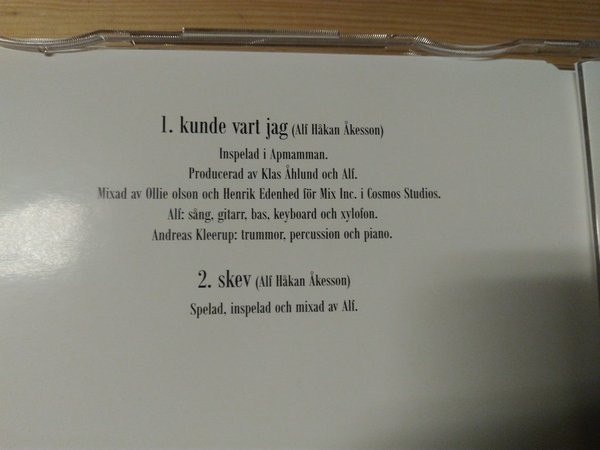 1. kunde vart jag (Alf Håkan Åkesson)
Inspelad i Apmamman.
Producerad av Klas Åhlund och Alf.
Mixad av Ollie olson och Henrik Edenhed för Mix Inc. i Cosmos Studios.
Alf: sång, gitarr, bas, keyboard och xylofon.
Andreas Kleerup: trummor, percussion och piano.
2. skev (Alf Håkan Åkesson)
Spelad, inspelad och mixad av Alf.